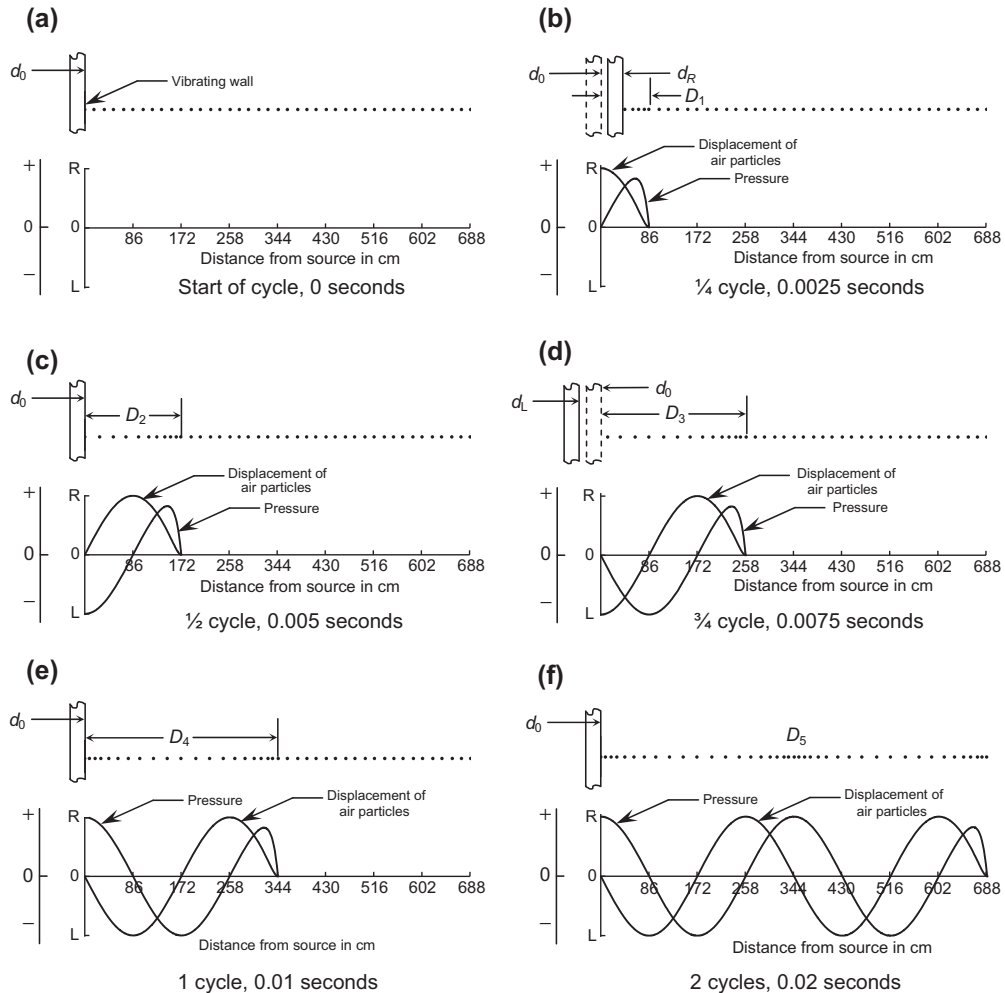 (a)
d0
Vibrating wall
+
R
0
0
86 172 258 344 430 516 602 688
Distance from source in cm
−
L
Start of cycle, 0 seconds
(b)
d0
dR
D1
Displacement of
air particles
Pressure
+
R
0
0
86 172 258 344 430 516 602 688
Distance from source in cm
−
L
¼ cycle, 0.0025 seconds
(c)
d0
D2
Displacement of
air particles
Pressure
+
R
0
0
86 172 258 344 430 516 602 688
Distance from source in cm
−
L
½ cycle, 0.005 seconds
(d)
d0
dL
D3
Displacement of
air particles
Pressure
+
R
0
0
86 172 258 344 430 516 602 688
Distance from source in cm
−
L
¾ cycle, 0.0075 seconds
(e)
d0
D4
Pressure
Displacement of
air particles
+
R
0
0
86 172 258 344 430 516 602 688
−
L
Distance from source in cm
1 cycle, 0.01 seconds
(f)
d0
D5
Pressure
Displacement of
air particles
+
R
0
0
86 172 258 344 430 516 602 688
−
L
Distance from source in cm
2 cycles, 0.02 seconds